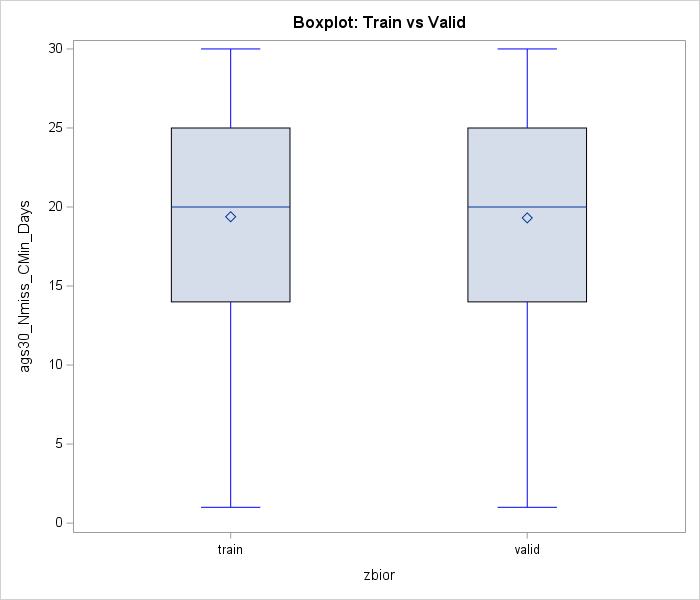 Boxplot: Train vs Valid
30
25
20
15
10
5
0
ags30_Nmiss_CMin_Days
train
valid
zbior